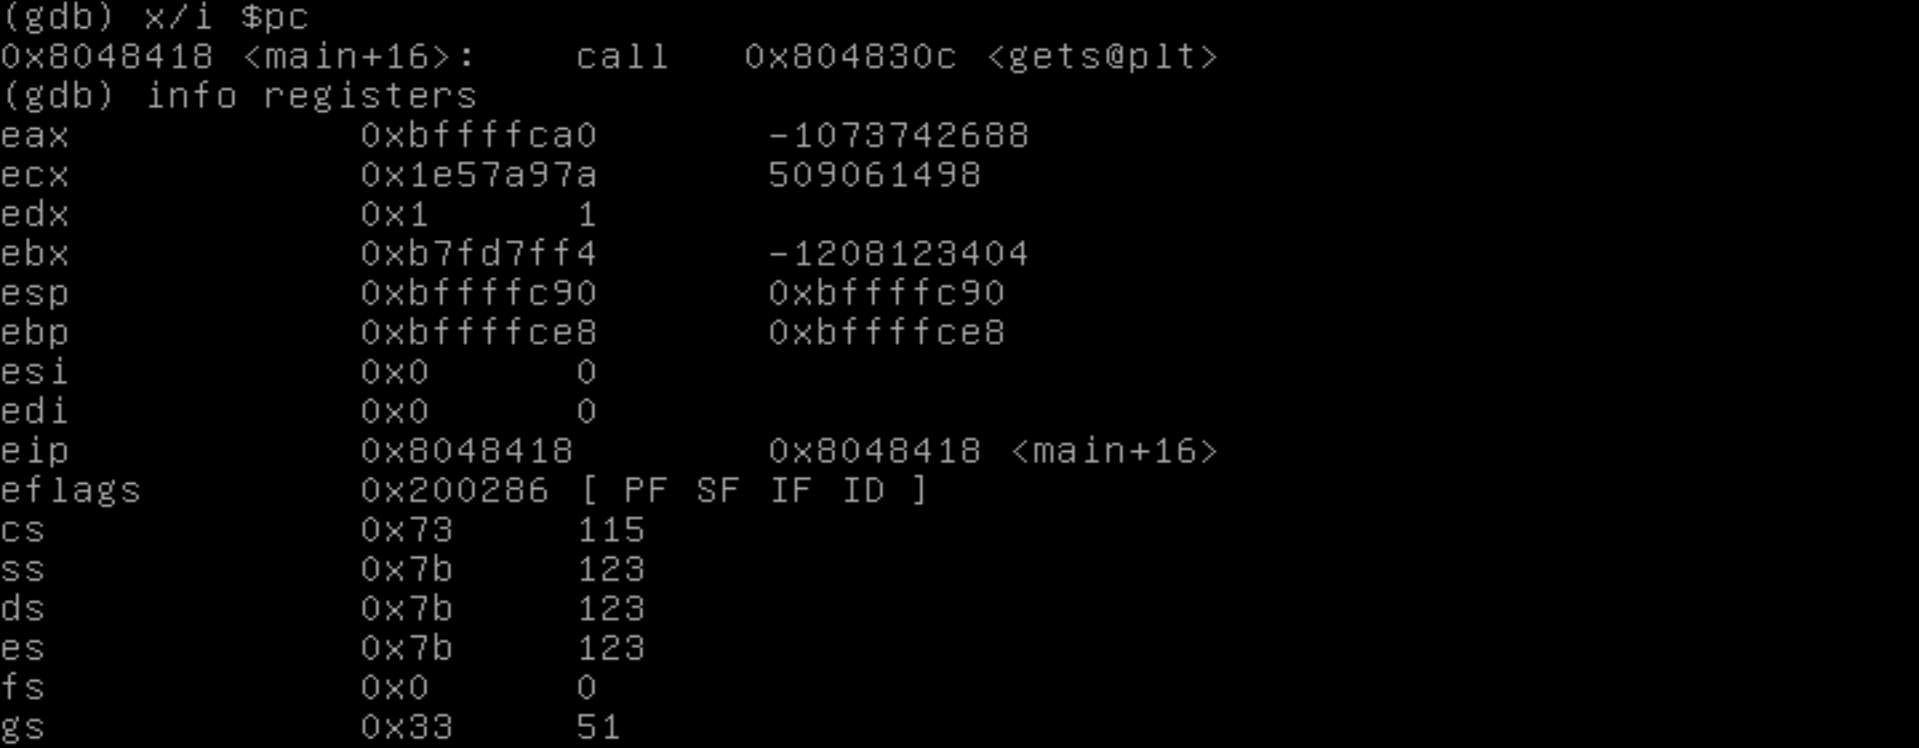 (gdb) x/i $pc
0x8048418 <main+16>:    call   0x804830c <gets@plt>
(gdb) info registers
eax            0xbffffca0       -1073742688
ecx            0x1e57a97a       509061498
edx            0x1      1
ebx            0xb7fd7ff4       -1208123404
esp            0xbffffc90       0xbffffc90
ebp            0xbffffce8       0xbffffce8
esi            0x0      0
edi            0x0      0
eip            0x8048418        0x8048418 <main+16>
eflags         0x200286 [ PF SF IF ID ]
cs             0x73     115
ss             0x7b     123
ds             0x7b     123
es             0x7b     123
fs             0x0      0
gs             0x33     51